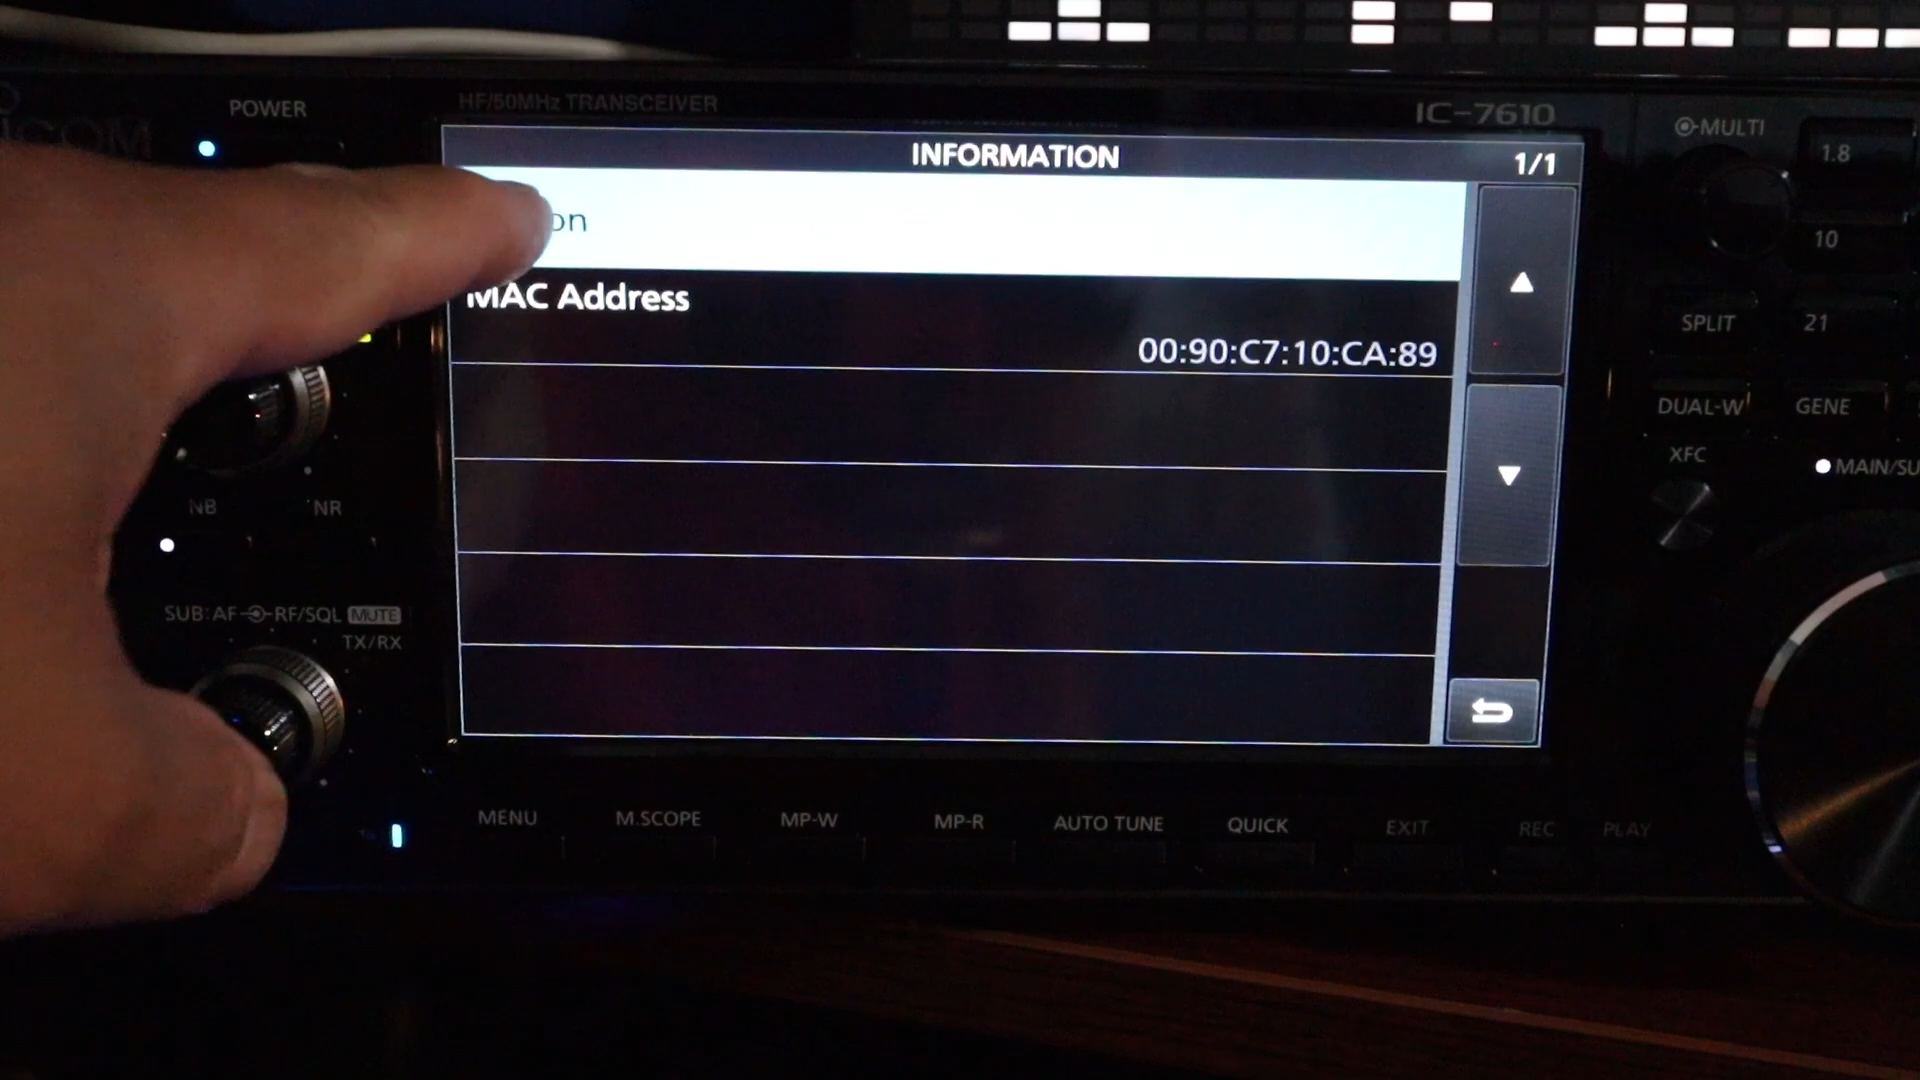 POWER
HF/50MHz TRANSCEIVER
IC-7610
ICOM
MULTI
1.8
INFORMATION
1/1
on
10
MAC Address
00:90:C7:10:CA:89
SPLIT
21
DUAL-W
GENE
XFC
MAIN/SU
NB
NR
SUB:AF RF/SQL MUTE
TX/RX
MENU
M.SCOPE
MP-W
MP-R
AUTO TUNE
QUICK
EXIT
REC
PLAY